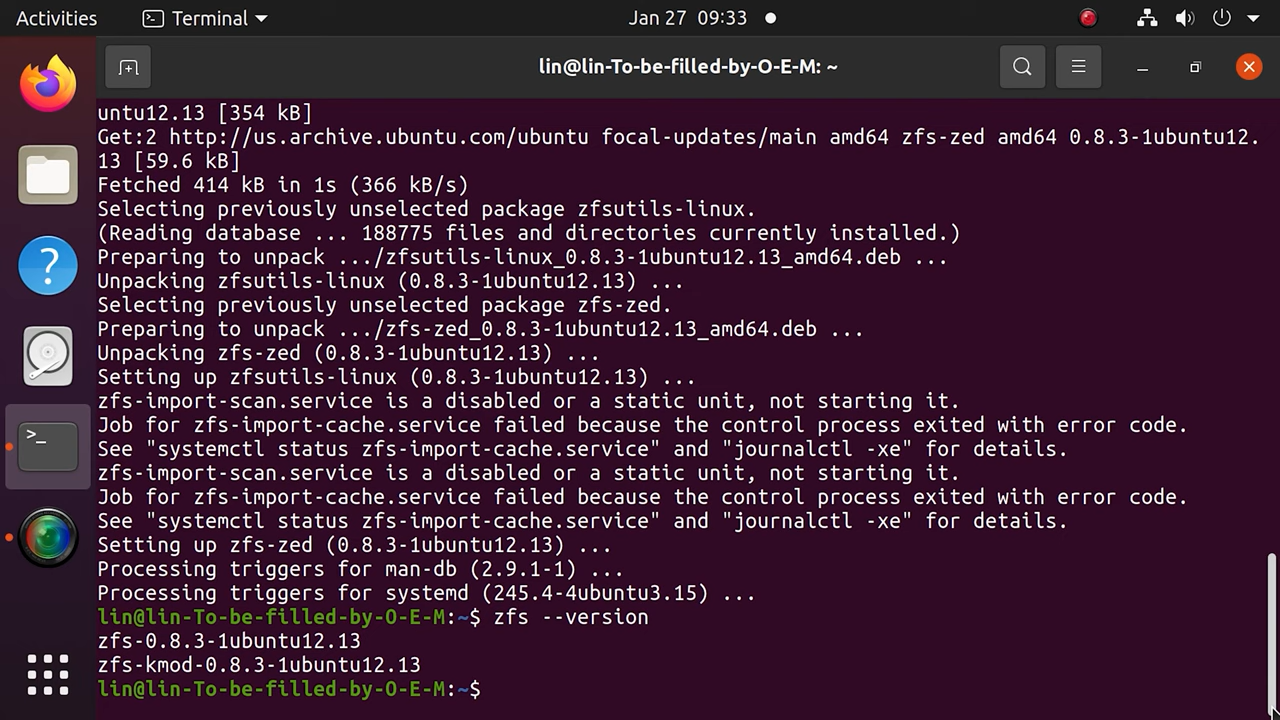 Activities
Terminal
Jan 27 09:33
lin@lin-To-be-filled-by-O-E-M: ~
untu12.13 [354 kB]
Get:2 http://us.archive.ubuntu.com/ubuntu focal-updates/main amd64 zfs-zed amd64 0.8.3-1ubuntu12.
13 [59.6 kB]
Fetched 414 kB in 1s (366 kB/s)
Selecting previously unselected package zfsutils-linux.
(Reading database ... 188775 files and directories currently installed.)
Preparing to unpack .../zfsutils-linux_0.8.3-1ubuntu12.13_amd64.deb ...
Unpacking zfsutils-linux (0.8.3-1ubuntu12.13) ...
Selecting previously unselected package zfs-zed.
Preparing to unpack .../zfs-zed_0.8.3-1ubuntu12.13_amd64.deb ...
Unpacking zfs-zed (0.8.3-1ubuntu12.13) ...
Setting up zfsutils-linux (0.8.3-1ubuntu12.13) ...
zfs-import-scan.service is a disabled or a static unit, not starting it.
Job for zfs-import-cache.service failed because the control process exited with error code.
See "systemctl status zfs-import-cache.service" and "journalctl -xe" for details.
zfs-import-scan.service is a disabled or a static unit, not starting it.
Job for zfs-import-cache.service failed because the control process exited with error code.
See "systemctl status zfs-import-cache.service" and "journalctl -xe" for details.
Setting up zfs-zed (0.8.3-1ubuntu12.13) ...
Processing triggers for man-db (2.9.1-1) ...
Processing triggers for systemd (245.4-4ubuntu3.15) ...
lin@lin-To-be-filled-by-O-E-M:~$ zfs --version
zfs-0.8.3-1ubuntu12.13
zfs-kmod-0.8.3-1ubuntu12.13
lin@lin-To-be-filled-by-O-E-M:~$